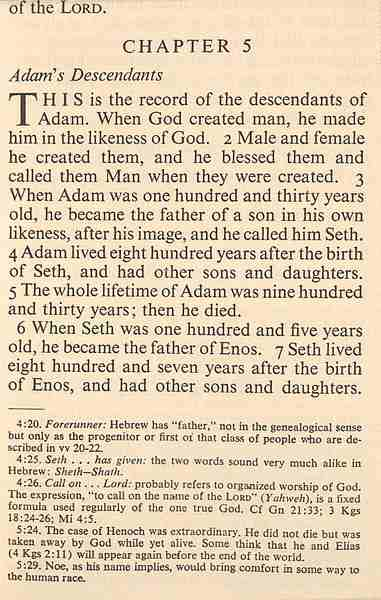 of the LORD.
CHAPTER 5
Adam's Descendants
THIS is the record of the descendants of
Adam. When God created man, he made
him in the likeness of God. 2 Male and female
he created them, and he blessed them and
called them Man when they were created. 3
When Adam was one hundred and thirty years
old, he became the father of a son in his own
likeness, after his image, and he called him Seth.
4 Adam lived eight hundred years after the birth
of Seth, and had other sons and daughters.
5 The whole lifetime of Adam was nine hundred
and thirty years; then he died.
6 When Seth was one hundred and five years
old, he became the father of Enos. 7 Seth lived
eight hundred and seven years after the birth
of Enos, and had other sons and daughters.
4:20. Forerunner: Hebrew has "father," not in the genealogical sense
but only as the progenitor or first of that class of people who are de-
scribed in vv 20-22.
4:25. Seth . . . has given: the two words sound very much alike in
Hebrew: Sheth—Shath.
4:26. Call on . . . Lord: probably refers to organized worship of God.
The expression, "to call on the name of the LORD" (Yahweh), is a fixed
formula used regularly of the one true God. Cf Gn 21:33; 3 Kgs
18:24-26; Mi 4:5.
5:24. The case of Henoch was extraordinary. He did not die but was
taken away by God while yet alive. Some think that he and Elias
(4 Kgs 2:11) will appear again before the end of the world.
5:29. Noe, as his name implies, would bring comfort in some way to
the human race.